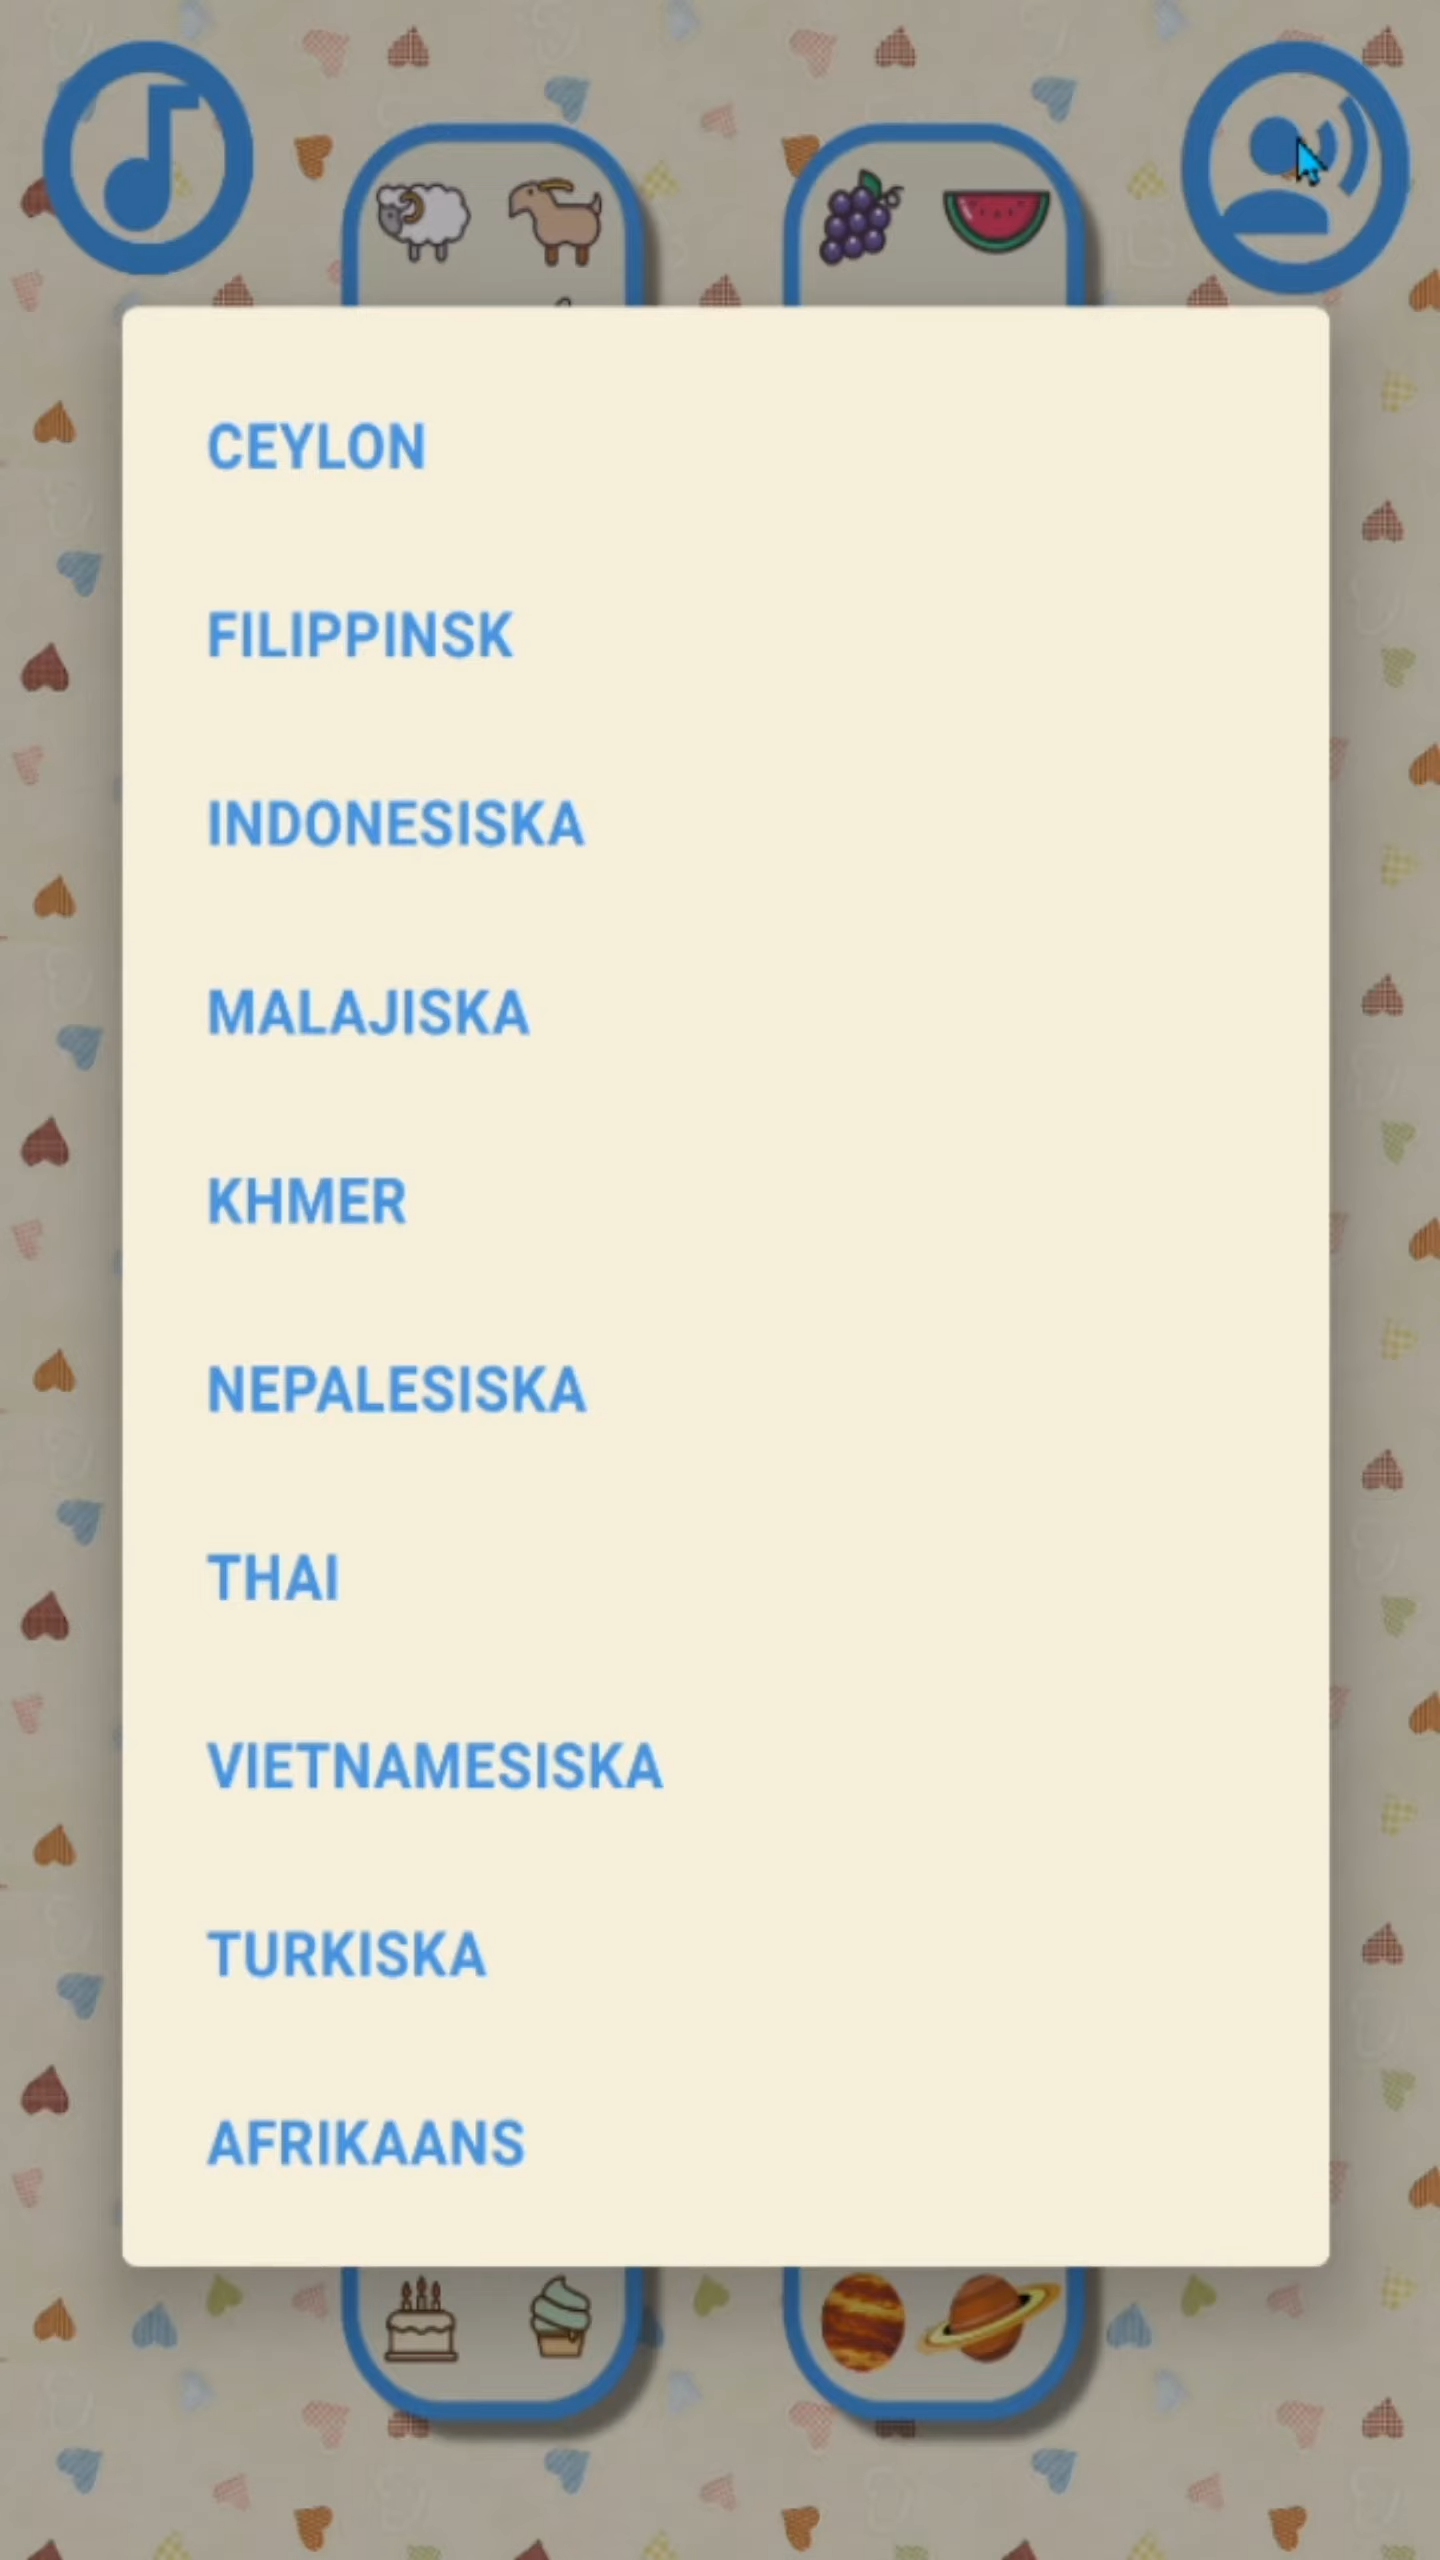 CEYLON
FILIPPINSK
INDONESISKA
MALAJISKA
KHMER
NEPALESISKA
THAI
VIETNAMESISKA
TURKISKA
AFRIKAANS